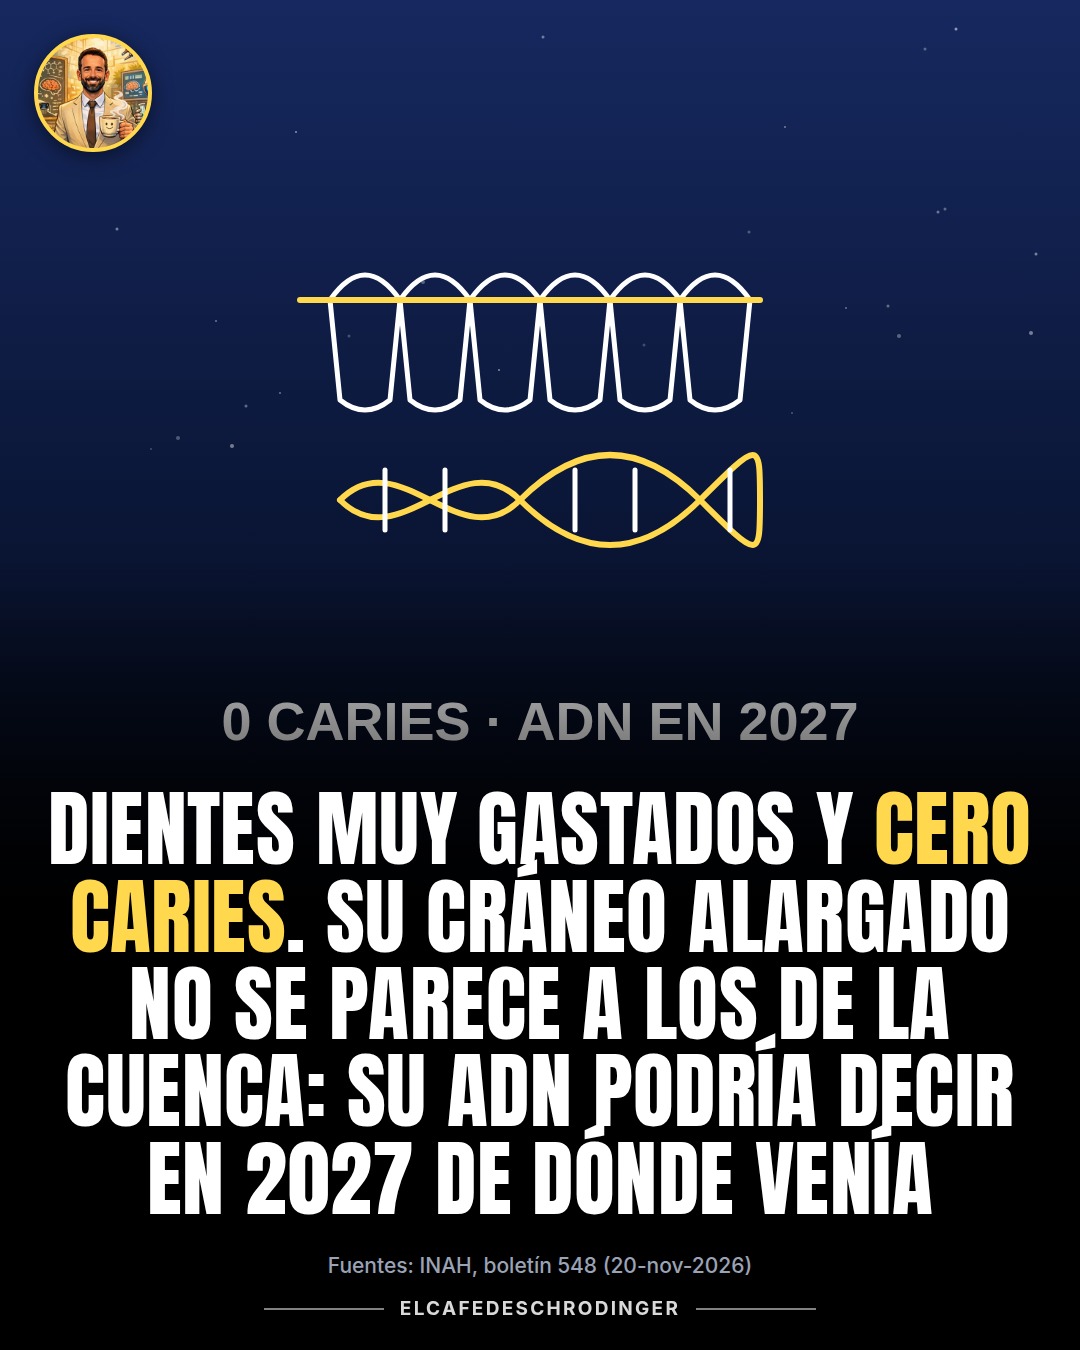 0 CARIES · ADN EN 2027
DIENTES MUY GASTADOS Y CERO
CARIES. SU CRÁNEO ALARGADO
NO SE PARECE A LOS DE LA
CUENCA: SU ADN PODRÍA DECIR
EN 2027 DE DÓNDE VENÍA
Fuentes: INAH, boletín 548 (20-nov-2026)
ELCAFEDESCHRODINGER